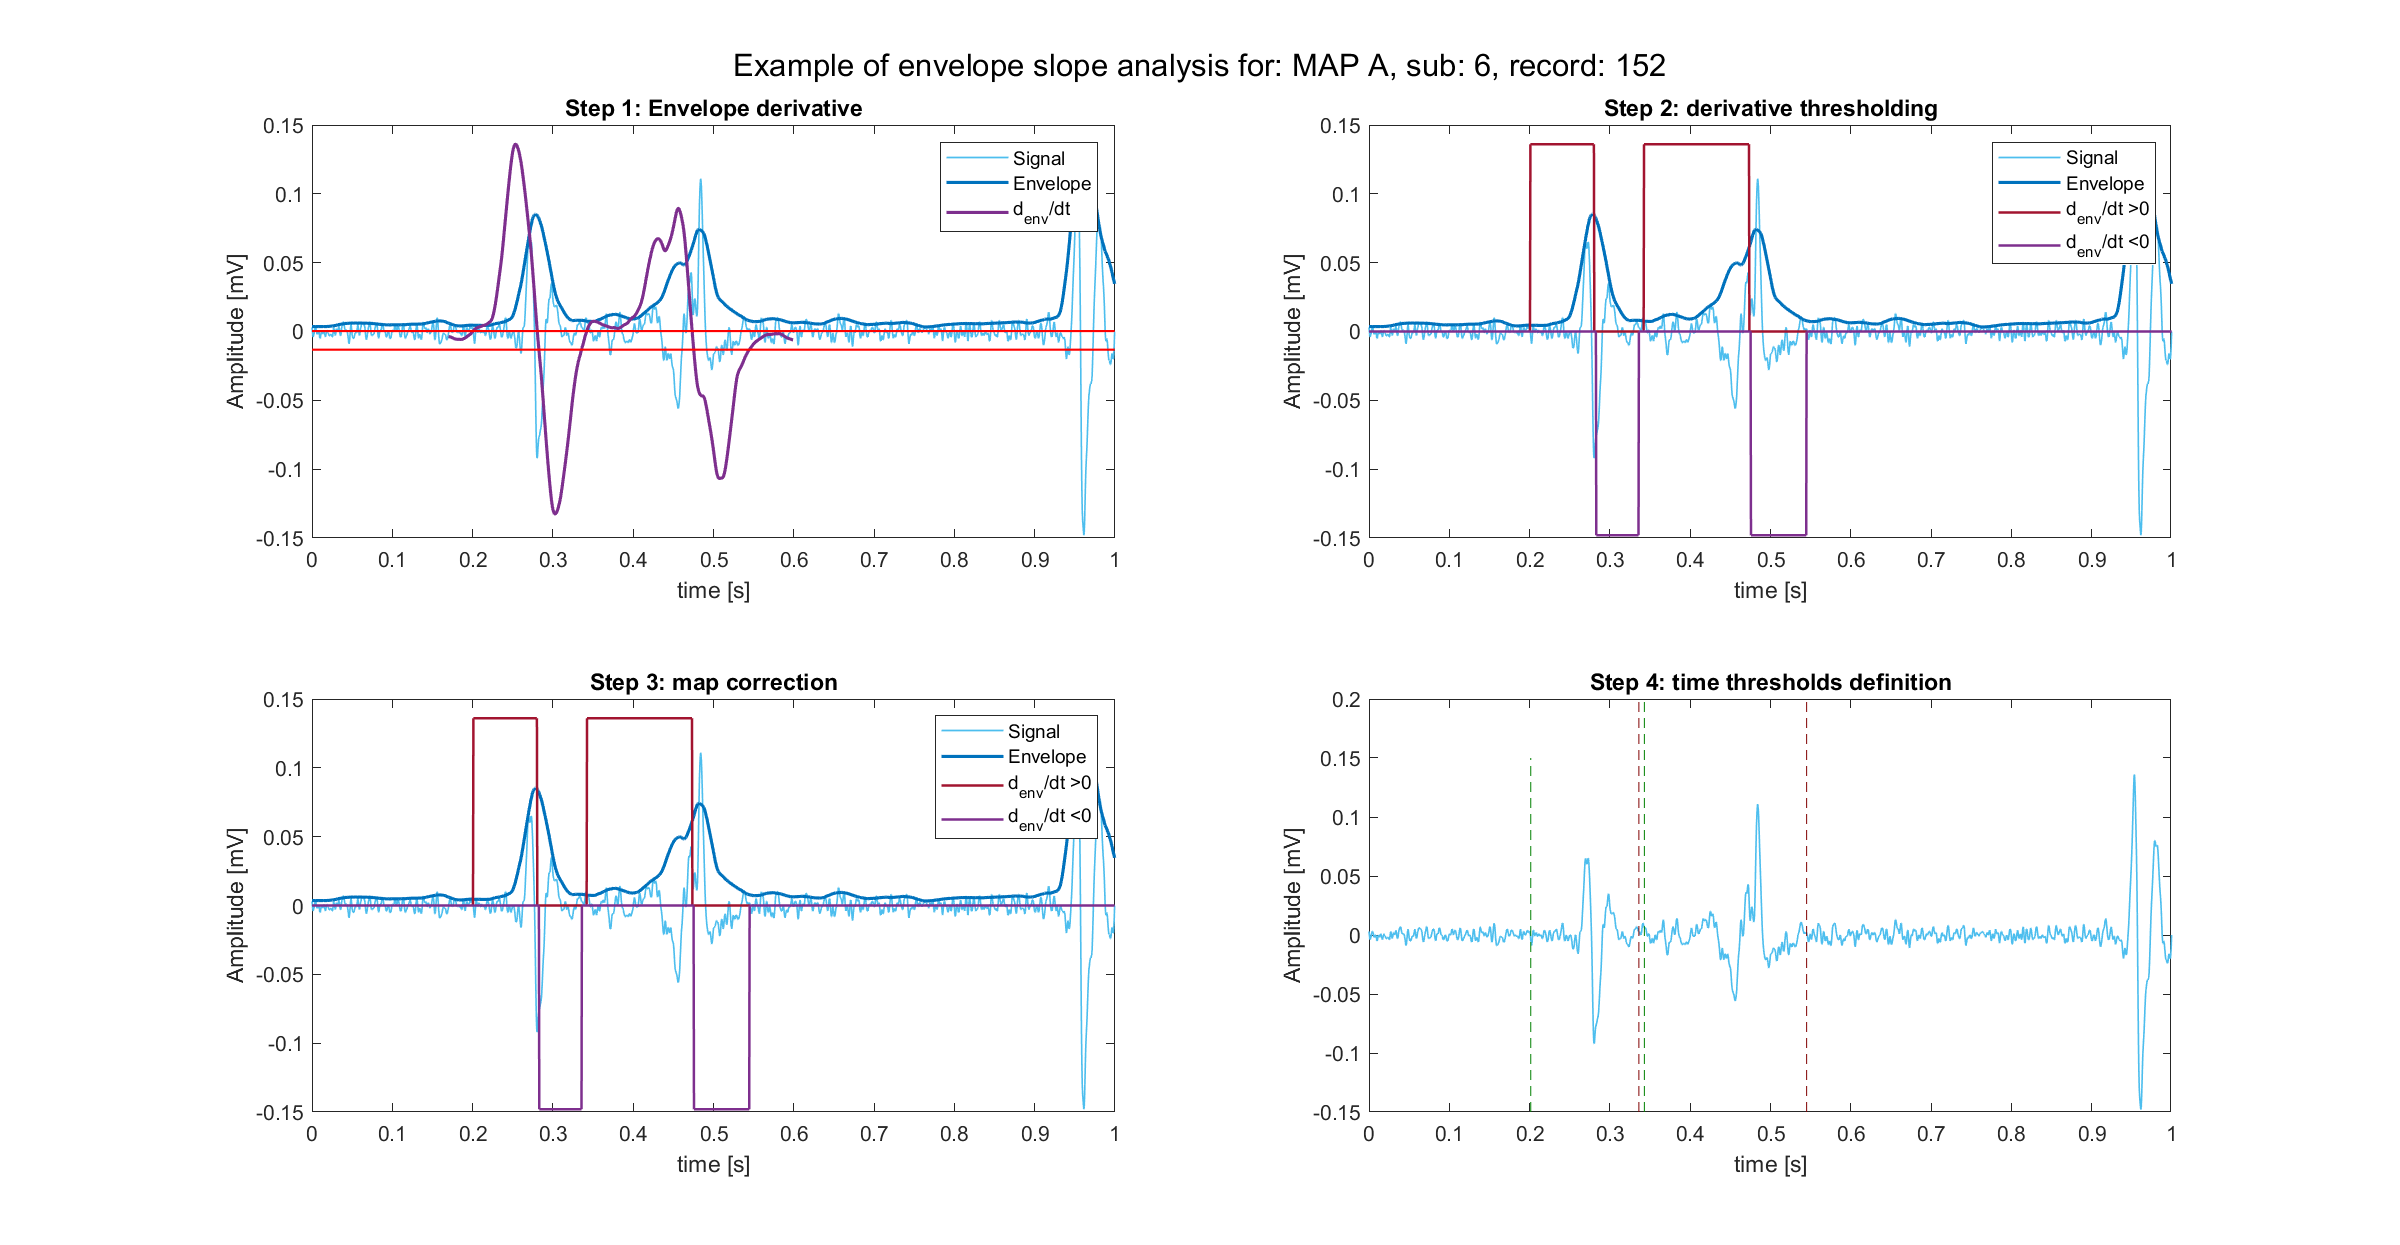 Example of envelope slope analysis for: MAP A, sub: 6, record: 152
Step 1: Envelope derivative
0.15
0.1
0.05
0
-0.05
-0.1
-0.15
Amplitude [mV]
0 0.1 0.2 0.3 0.4 0.5 0.6 0.7 0.8 0.9 1
time [s]
Signal
Envelope
d_env/dt
Step 2: derivative thresholding
0.15
0.1
0.05
0
-0.05
-0.1
-0.15
Amplitude [mV]
0 0.1 0.2 0.3 0.4 0.5 0.6 0.7 0.8 0.9 1
time [s]
Signal
Envelope
d_env/dt >0
d_env/dt <0
Step 3: map correction
0.15
0.1
0.05
0
-0.05
-0.1
-0.15
Amplitude [mV]
0 0.1 0.2 0.3 0.4 0.5 0.6 0.7 0.8 0.9 1
time [s]
Signal
Envelope
d_env/dt >0
d_env/dt <0
Step 4: time thresholds definition
0.2
0.15
0.1
0.05
0
-0.05
-0.1
-0.15
Amplitude [mV]
0 0.1 0.2 0.3 0.4 0.5 0.6 0.7 0.8 0.9 1
time [s]